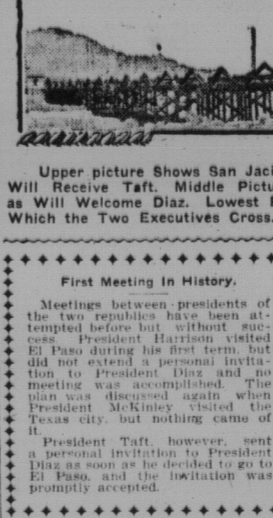 Upper picture Shows San Jaci
Will Receive Taft. Middle Pictu
as Will Welcome Diaz. Lowest
Which the Two Executives Cross.
First Meeting In History.
Meetings between presidents of
the two republics have been at-
tempted before but without suc-
cess. President Harrison visited
El Paso during his first term, but
did not extend a personal invita-
tion to President Diaz and no
meeting was accomplished. The
plan was discussed again when
President McKinley visited the
Texas city, but nothing came of
it.
President Taft, however, sent
a personal invitation to President
Diaz as soon as he decided to go to
El Paso, and the invitation was
promptly accepted.